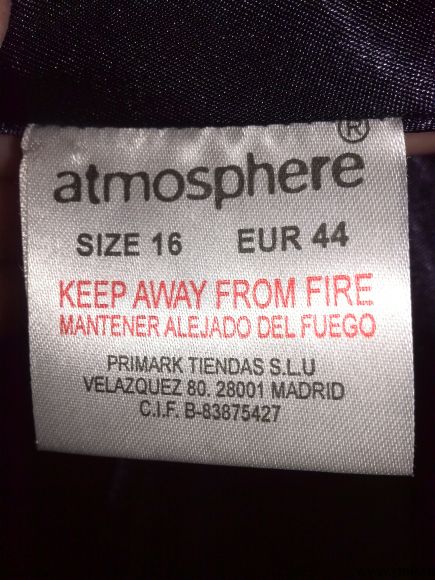 atmosphere®
SIZE 16 EUR 44
KEEP AWAY FROM FIRE
MANTENER ALEJADO DEL FUEGO
PRIMARK TIENDAS S.L.U
VELAZQUEZ 80. 28001 MADRID
C.I.F. B-83875427